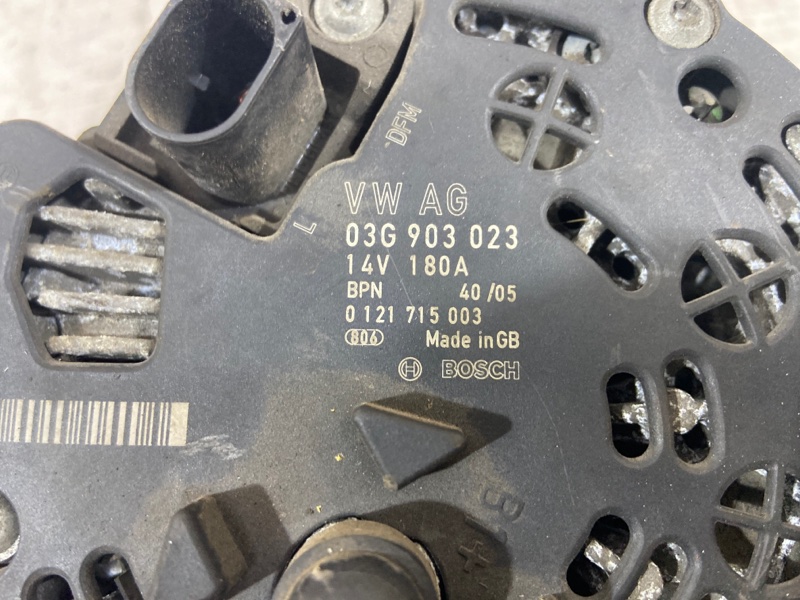 DFM
L
VW AG
03G 903 023
14V 180A
BPN 40/05
0 121 715 003
806 Made in GB
BOSCH
B1+